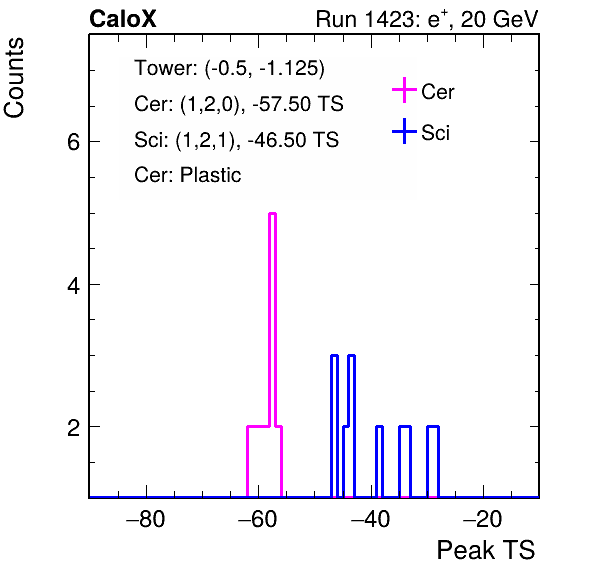 CaloX Run 1423: e⁺, 20 GeV
Counts
Tower: (-0.5, -1.125)
Cer: (1,2,0), -57.50 TS
Sci: (1,2,1), -46.50 TS
Cer: Plastic
Cer
Sci
6
4
2
−80 −60 −40 −20
Peak TS